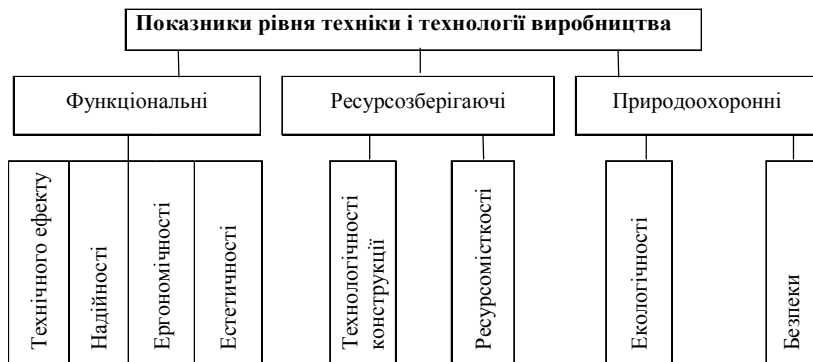 Показники рівня техніки і технології виробництва
Функціональні
Ресурсозберігаючі
Природоохоронні
Технічного ефекту
Надійності
Ергономічності
Естетичності
Технологічності
конструкції
Ресурсомісткості
Екологічності
Безпеки